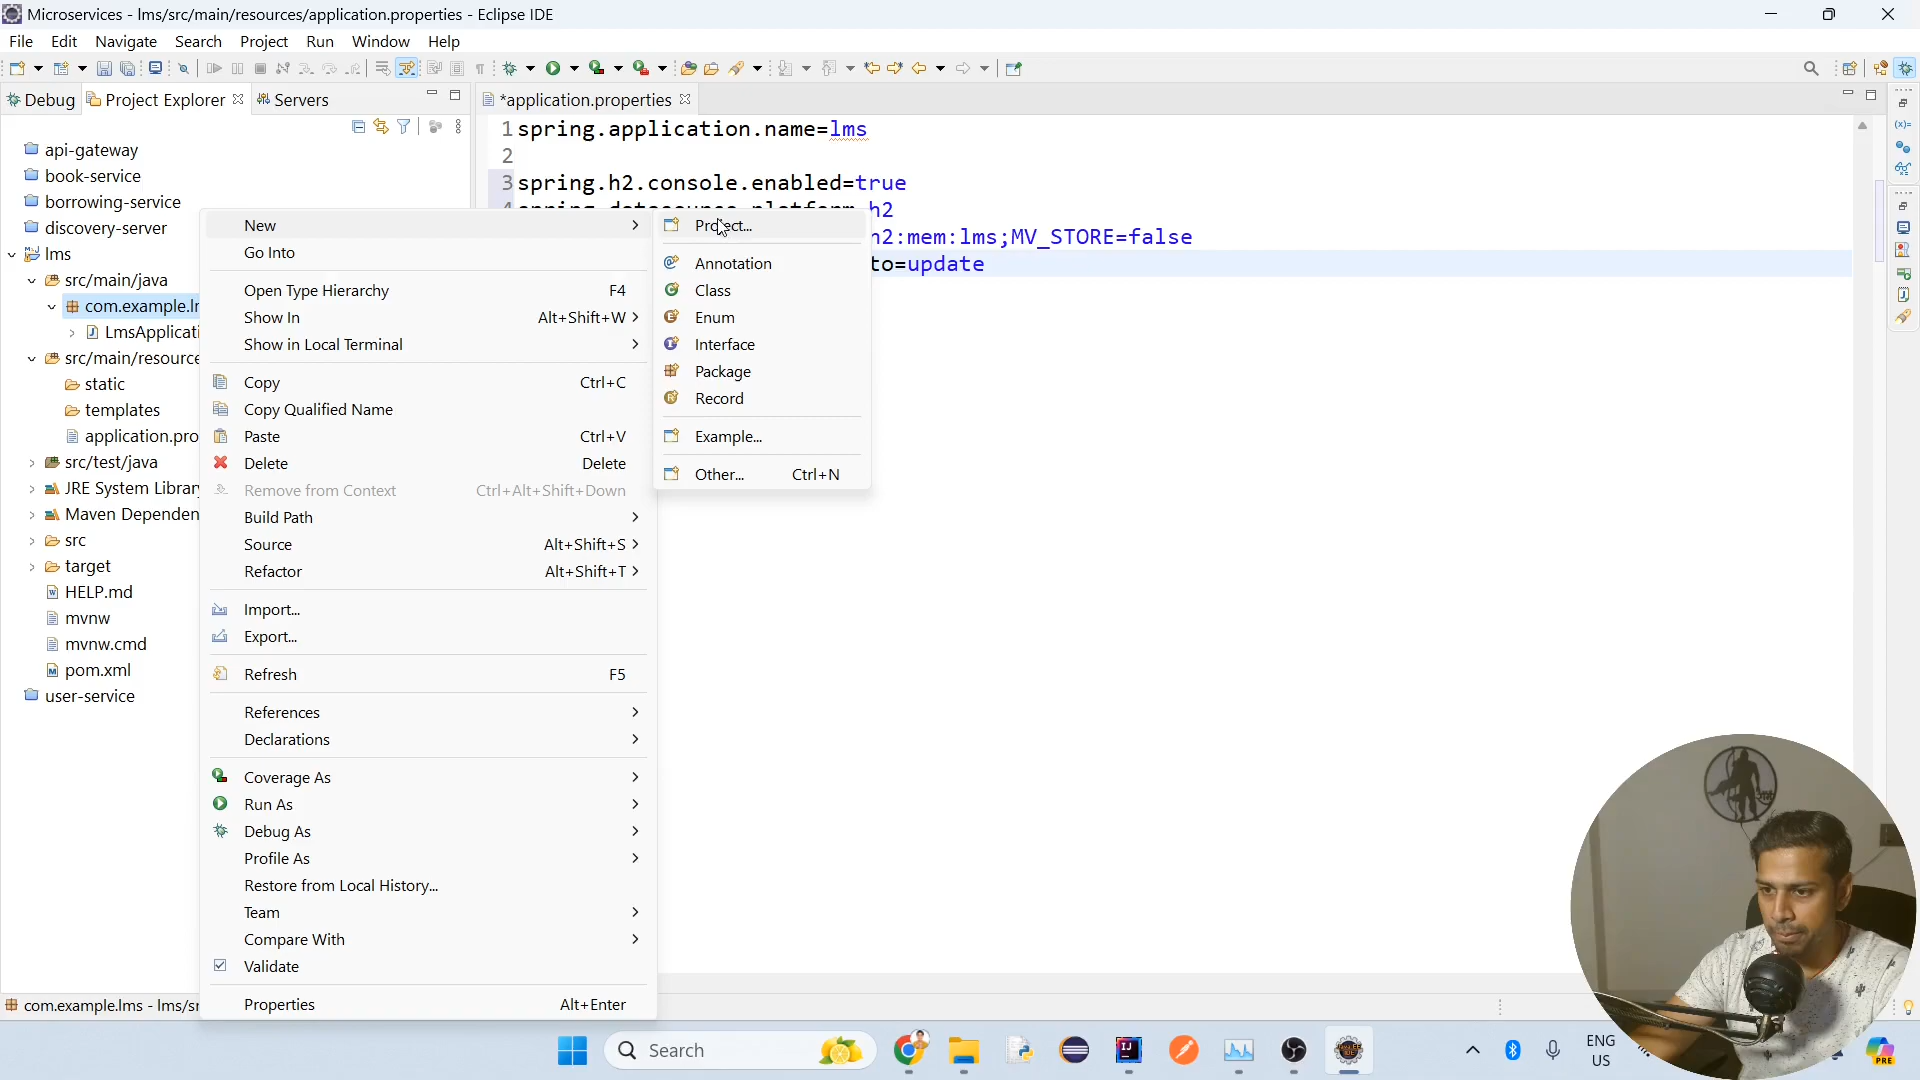 Microservices - lms/src/main/resources/application.properties - Eclipse IDE
File Edit Navigate Search Project Run Window Help
Debug Project Explorer Servers
*application.properties
api-gateway
book-service
borrowing-service
discovery-server
lms
src/main/java
com.example.l
LmsApplicati
src/main/resource
static
templates
application.pro
src/test/java
JRE System Library
Maven Dependen
src
target
HELP.md
mvnw
mvnw.cmd
pom.xml
user-service
1 spring.application.name=lms
2
3 spring.h2.console.enabled=true
4 spring.datasource.platform=h2
h2:mem:lms;MV_STORE=false
to=update
New
Go Into
Open Type Hierarchy F4
Show In Alt+Shift+W
Show in Local Terminal
Copy Ctrl+C
Copy Qualified Name
Paste Ctrl+V
Delete Delete
Remove from Context Ctrl+Alt+Shift+Down
Build Path
Source Alt+Shift+S
Refactor Alt+Shift+T
Import...
Export...
Refresh F5
References
Declarations
Coverage As
Run As
Debug As
Profile As
Restore from Local History...
Team
Compare With
Validate
Properties Alt+Enter
Project...
Annotation
Class
Enum
Interface
Package
Record
Example...
Other... Ctrl+N
com.example.lms - lms/sr
Search
ENG
US
PRE